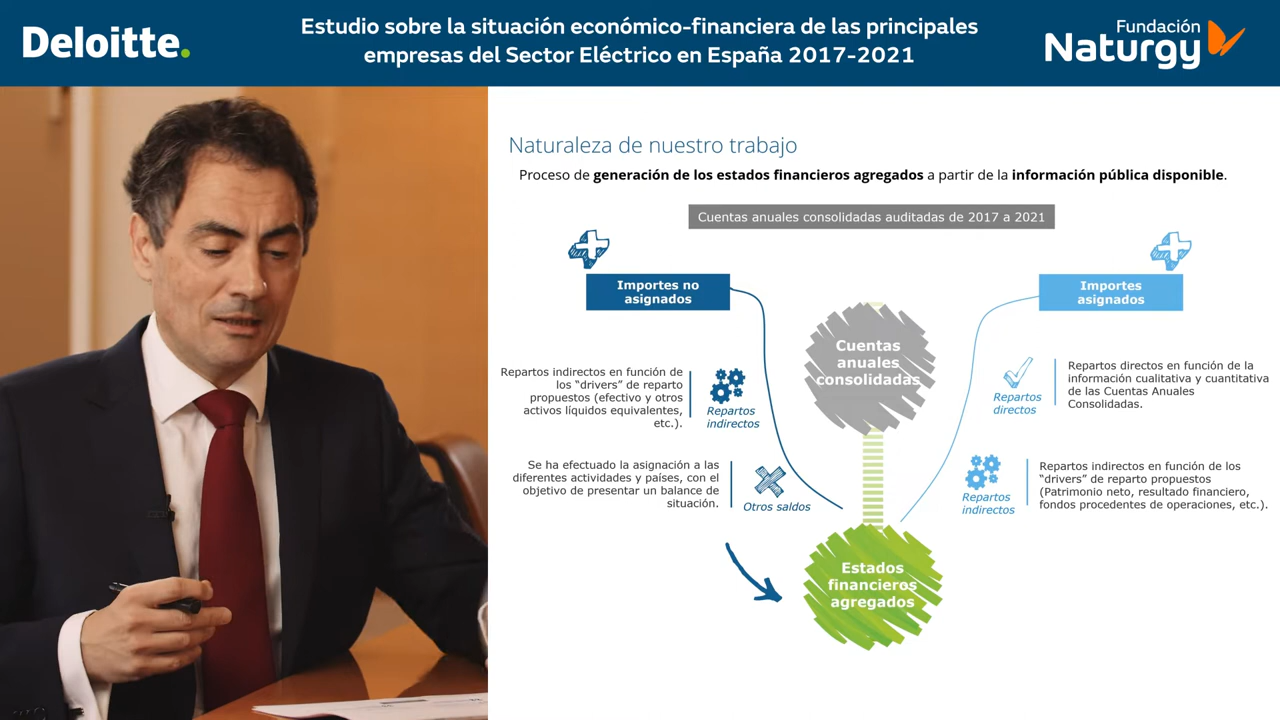 Deloitte.
Estudio sobre la situación económico-financiera de las principales
empresas del Sector Eléctrico en España 2017-2021
Fundación
Naturgy
Naturaleza de nuestro trabajo
Proceso de generación de los estados financieros agregados a partir de la información pública disponible.
Cuentas anuales consolidadas auditadas de 2017 a 2021
Importes no
asignados
Importes
asignados
Cuentas
anuales
consolidadas
Repartos indirectos en función de
los “drivers” de reparto
propuestos (efectivo y otros
activos líquidos equivalentes,
etc.).
Repartos
indirectos
Repartos
directos
Repartos directos en función de la
información cualitativa y cuantitativa
de las Cuentas Anuales
Consolidadas.
Se ha efectuado la asignación a las
diferentes actividades y países, con el
objetivo de presentar un balance de
situación.
Otros saldos
Repartos
indirectos
Repartos indirectos en función de los
“drivers” de reparto propuestos
(Patrimonio neto, resultado financiero,
fondos procedentes de operaciones, etc.).
Estados
financieros
agregados